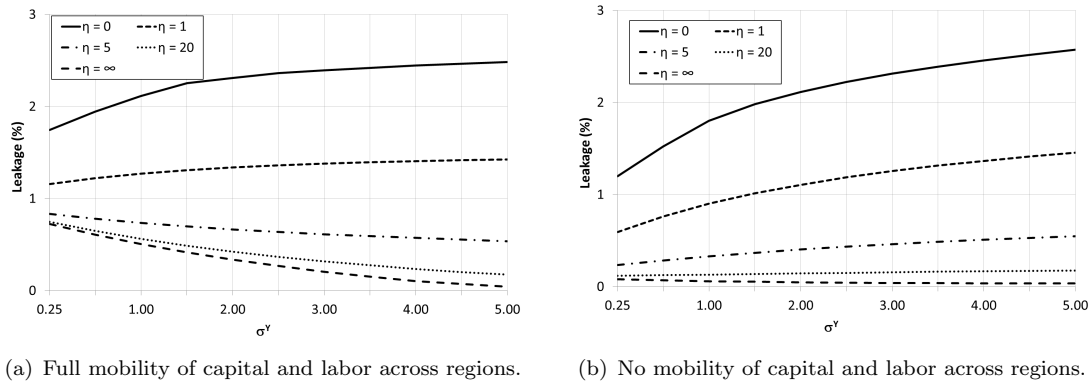 3
2
1
0
Leakage (%)
η = 0
η = 1
η = 5
η = 20
η = ∞
0.25
1.00
2.00
3.00
4.00
5.00
σʸ
(a) Full mobility of capital and labor across regions.
3
2
1
0
Leakage (%)
η = 0
η = 1
η = 5
η = 20
η = ∞
0.25
1.00
2.00
3.00
4.00
5.00
σʸ
(b) No mobility of capital and labor across regions.